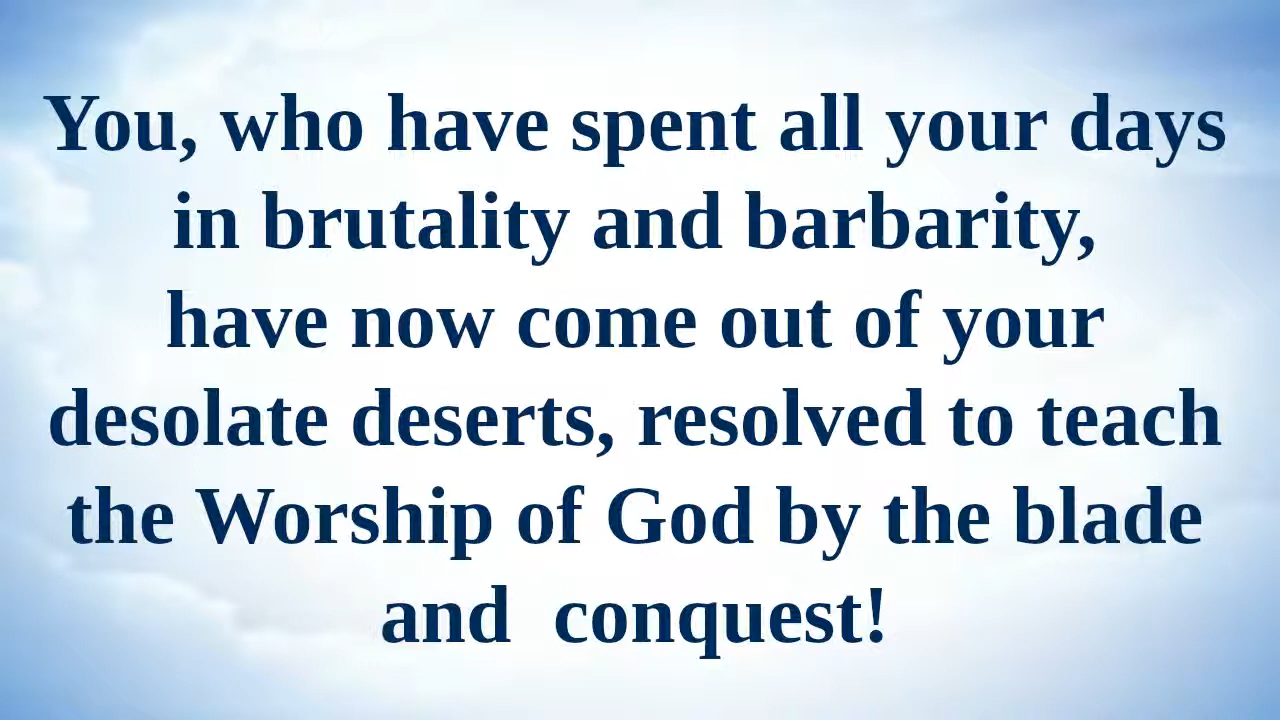 You, who have spent all your days
in brutality and barbarity,
have now come out of your
desolate deserts, resolved to teach
the Worship of God by the blade
and  conquest!